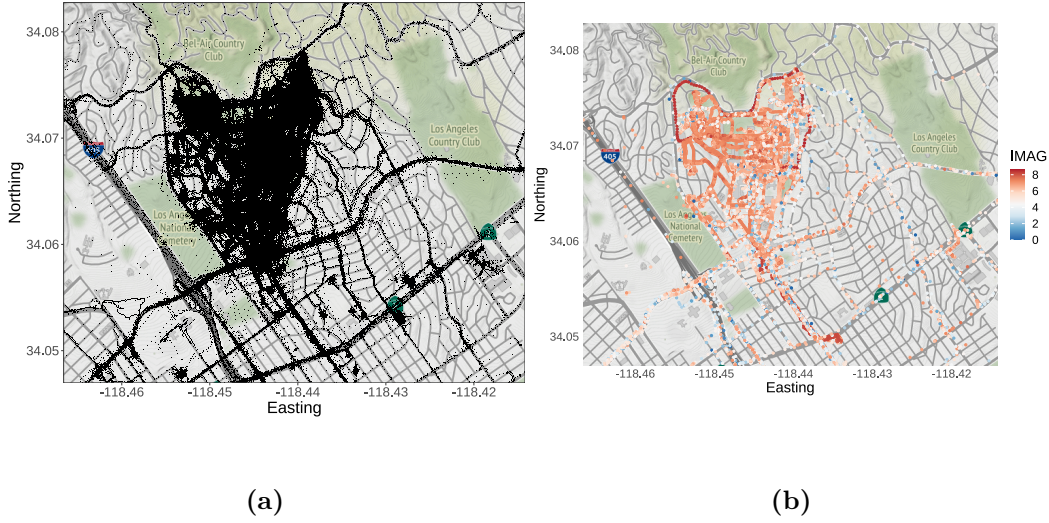 34.08
34.07
34.06
34.05
Northing
Bel-Air Country
Club
Los Angeles
Country Club
National
Cemetery
-118.46
-118.45
-118.44
-118.43
-118.42
Easting
(a)
34.08
34.07
34.06
34.05
Northing
Bel-Air Country
Club
Los Angeles
Country Club
405
Los Angeles
National
Cemetery
-118.46
-118.45
-118.44
-118.43
-118.42
Easting
IMAG
8
6
4
2
0
(b)